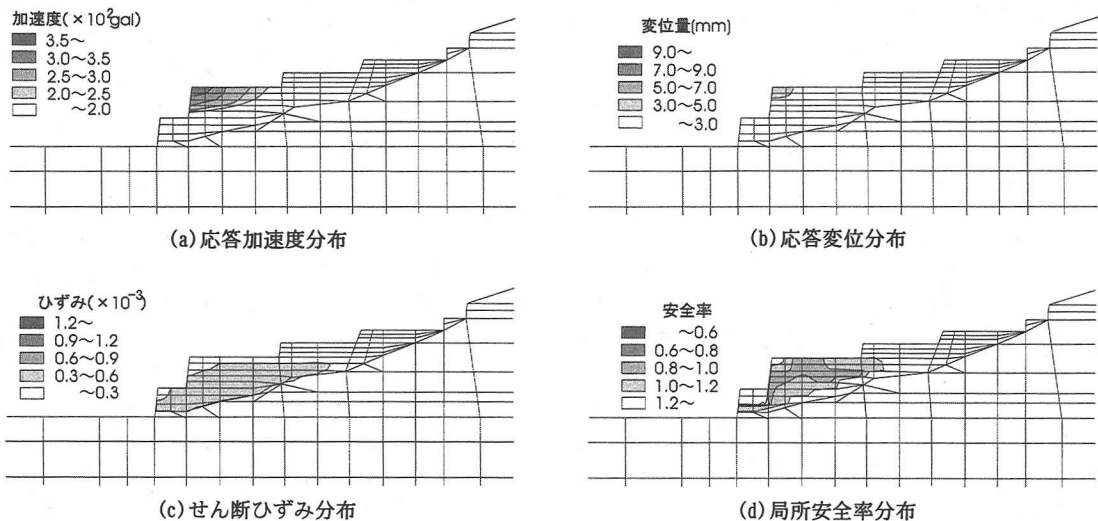 加速度(×10²gal)
3.5～
3.0～3.5
2.5～3.0
2.0～2.5
～2.0
(a)応答加速度分布
変位量(mm)
9.0～
7.0～9.0
5.0～7.0
3.0～5.0
～3.0
(b)応答変位分布
ひずみ(×10⁻³)
1.2～
0.9～1.2
0.6～0.9
0.3～0.6
～0.3
(c)せん断ひずみ分布
安全率
～0.6
0.6～0.8
0.8～1.0
1.0～1.2
1.2～
(d)局所安全率分布